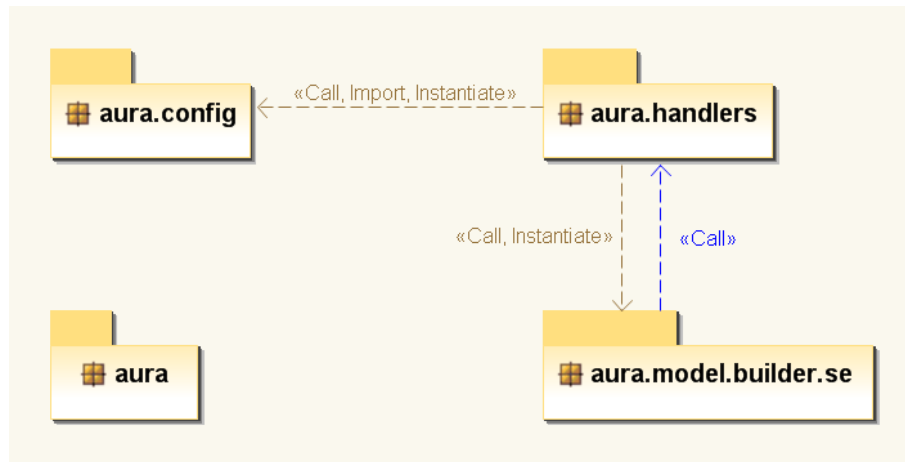 aura.config
«Call, Import, Instantiate»
aura.handlers
«Call, Instantiate»
«Call»
aura
aura.model.builder.se